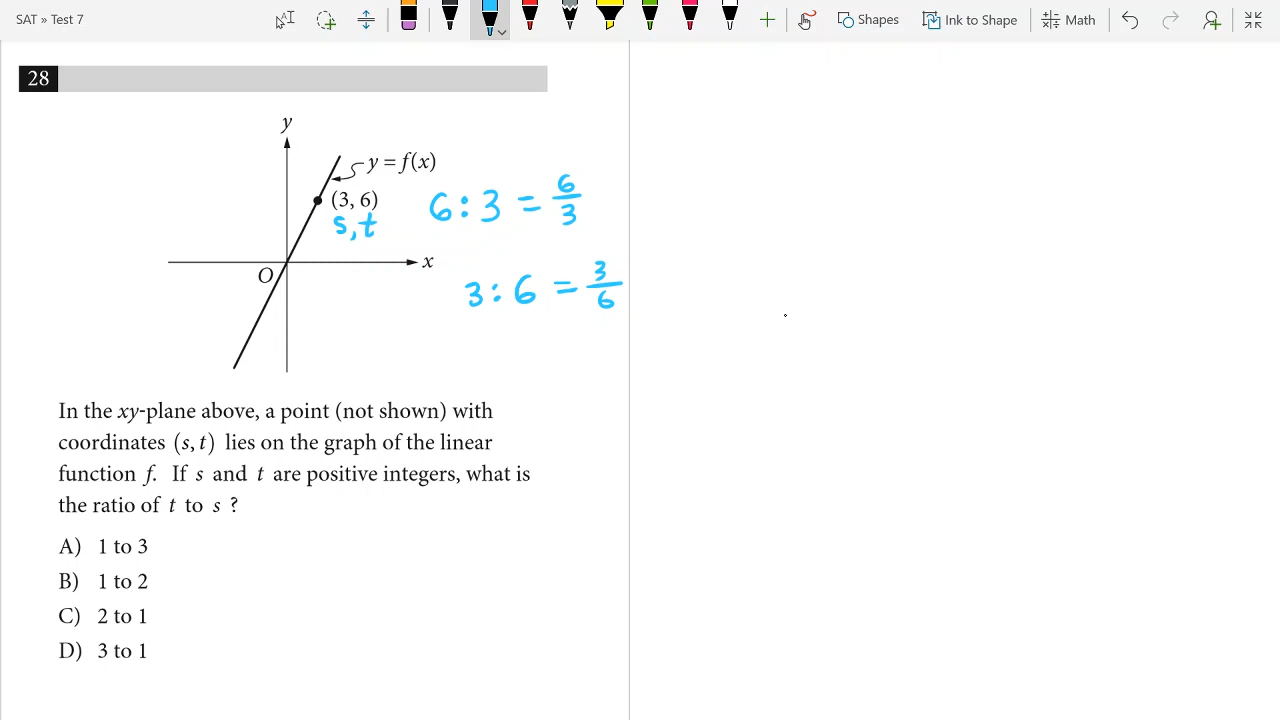 SAT » Test 7
Shapes
Ink to Shape
Math
28
y
y = f(x)
(3, 6)
s,t
6 : 3 = 6/3
O
x
3 : 6 = 3/6
In the xy-plane above, a point (not shown) with
coordinates (s, t) lies on the graph of the linear
function f. If s and t are positive integers, what is
the ratio of t to s ?
A) 1 to 3
B) 1 to 2
C) 2 to 1
D) 3 to 1